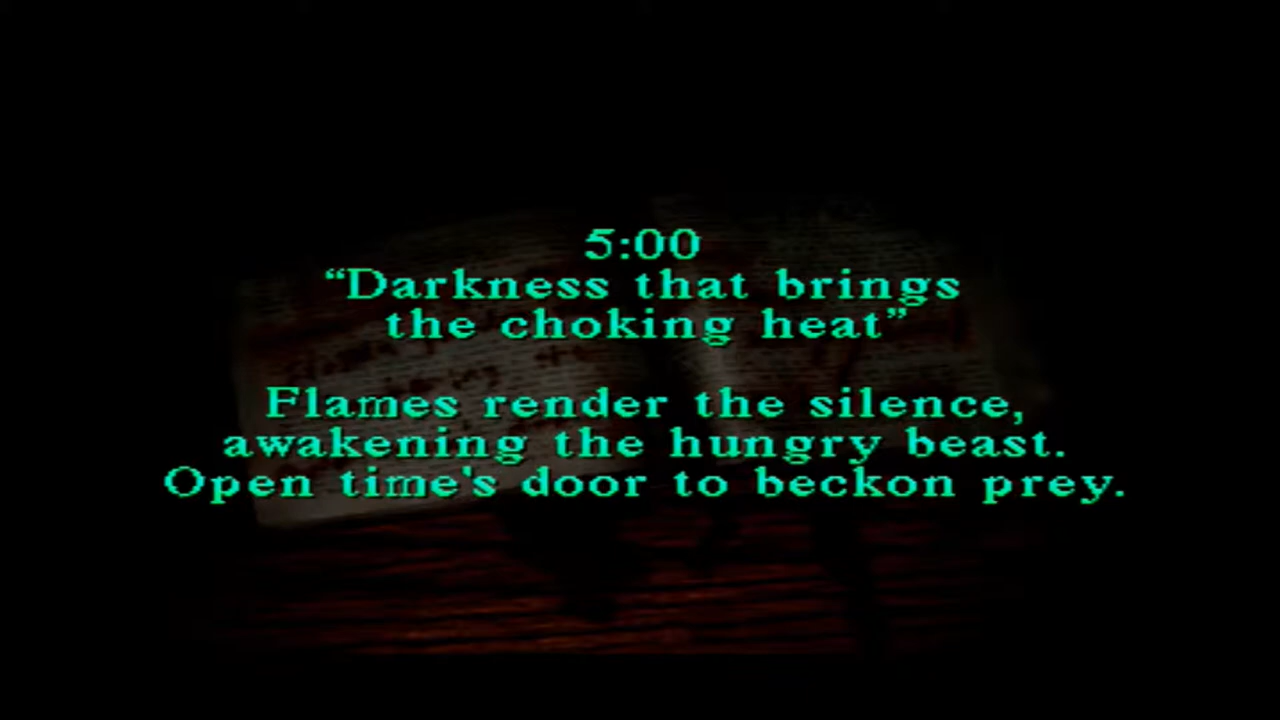 5:00
“Darkness that brings
the choking heat”
Flames render the silence,
awakening the hungry beast.
Open time's door to beckon prey.